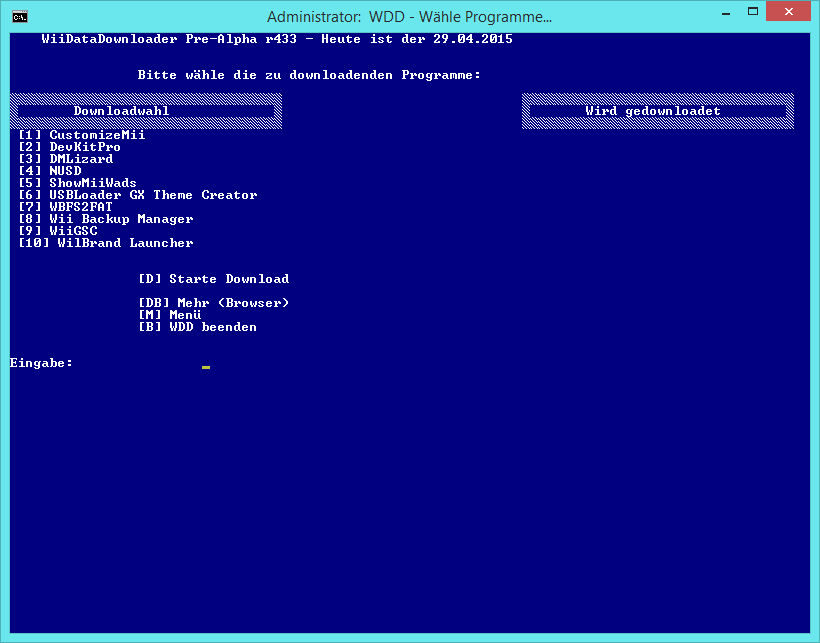 Administrator: WDD - Wähle Programme...
WiiDataDownloader Pre-Alpha r433 - Heute ist der 29.04.2015
Bitte wähle die zu downloadenden Programme:
Downloadwahl
Wird gedownloadet
[1] CustomizeMii
[2] DevKitPro
[3] DMLizard
[4] NUSD
[5] ShowMiiWads
[6] USBLoader GX Theme Creator
[7] WBFS2FAT
[8] Wii Backup Manager
[9] WiiGSC
[10] WilBrand Launcher
[D] Starte Download
[DB] Mehr (Browser)
[M] Menü
[B] WDD beenden
Eingabe: